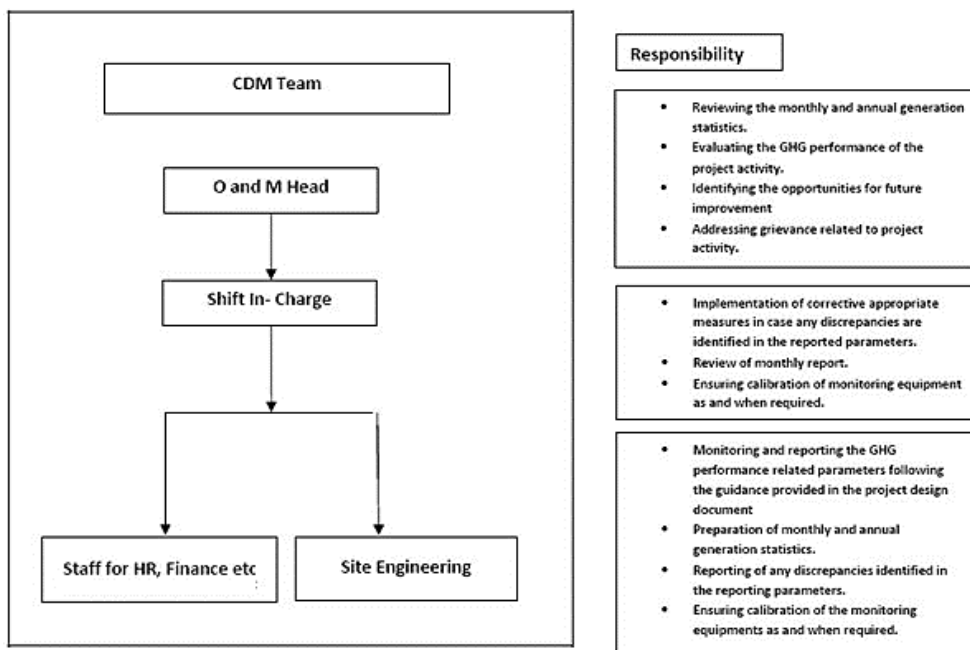 CDM Team
O and M Head
Shift In- Charge
Staff for HR, Finance etc
Site Engineering
Responsibility
• Reviewing the monthly and annual generation
statistics.
• Evaluating the GHG performance of the
project activity.
• Identifying the opportunities for future
improvement
• Addressing grievance related to project
activity.
• Implementation of corrective appropriate
measures in case any discrepancies are
identified in the reported parameters.
• Review of monthly report.
• Ensuring calibration of monitoring equipment
as and when required.
• Monitoring and reporting the GHG
performance related parameters following
the guidance provided in the project design
document
• Preparation of monthly and annual
generation statistics.
• Reporting of any discrepancies identified in
the reporting parameters.
• Ensuring calibration of the monitoring
equipments as and when required.